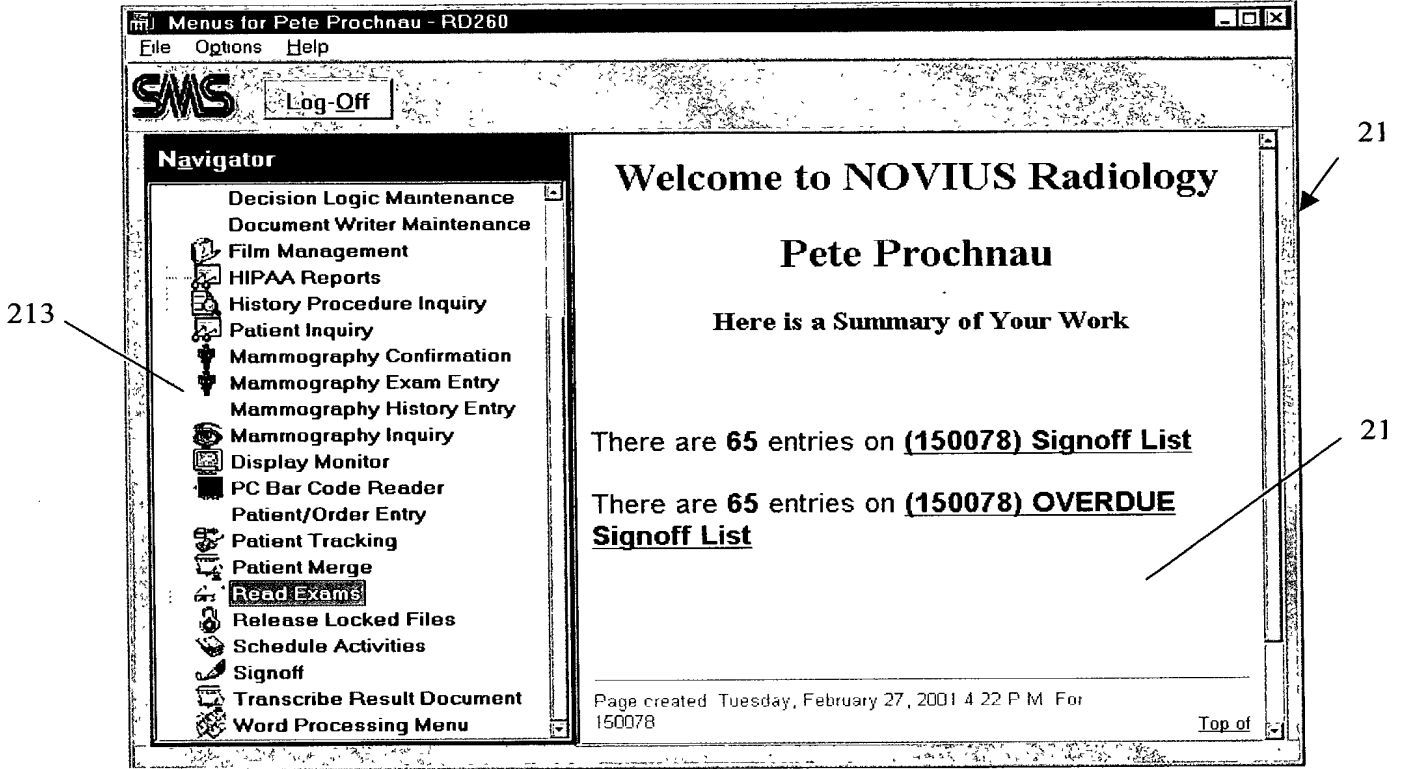 Menus for Pete Prochnau - RD260
File Options Help
SMS Log-Off
21
Navigator
Decision Logic Maintenance
Document Writer Maintenance
Film Management
HIPAA Reports
History Procedure Inquiry
Patient Inquiry
Mammography Confirmation
Mammography Exam Entry
Mammography History Entry
Mammography Inquiry
Display Monitor
PC Bar Code Reader
Patient/Order Entry
Patient Tracking
Patient Merge
Read Exams
Release Locked Files
Schedule Activities
Signoff
Transcribe Result Document
Word Processing Menu
213
Welcome to NOVIUS Radiology
Pete Prochnau
Here is a Summary of Your Work
There are 65 entries on (150078) Signoff List
There are 65 entries on (150078) OVERDUE
Signoff List
21
Page created Tuesday, February 27, 2001 4 22 P M For
150078
Top of